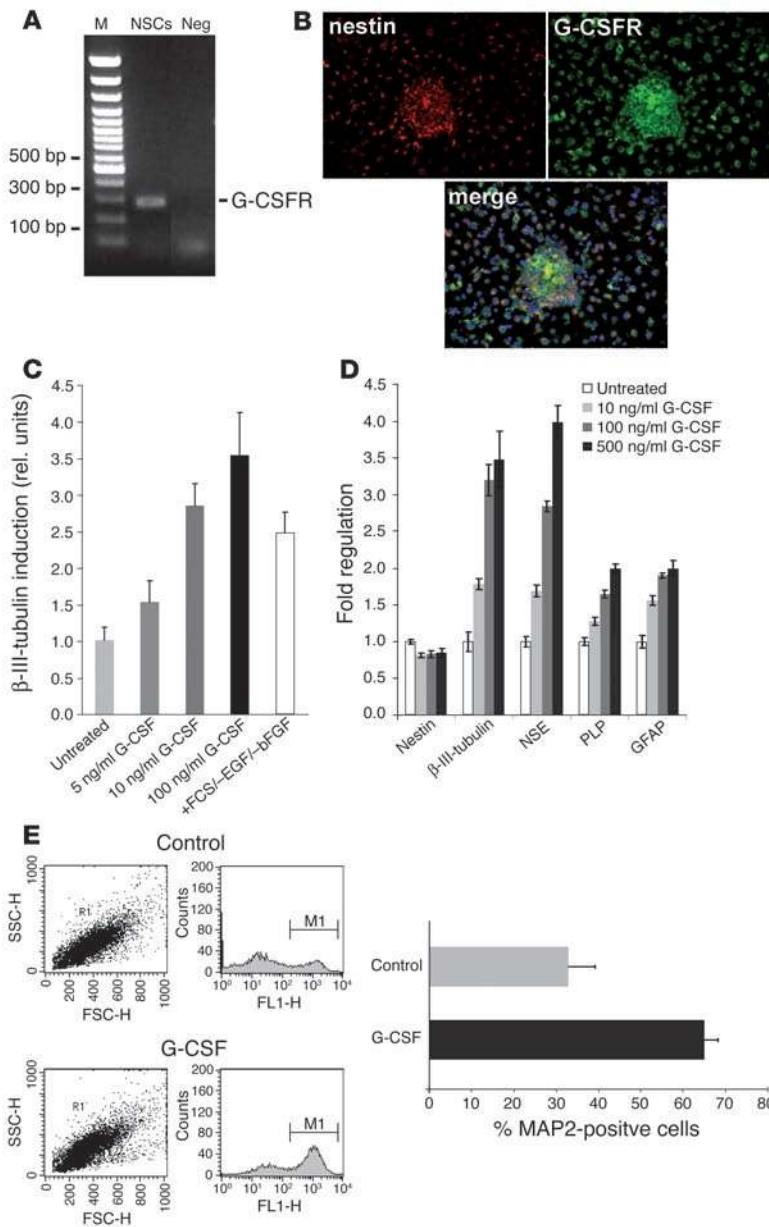 A
M NSCs Neg
500 bp
300 bp
100 bp
G-CSFR
B
nestin
G-CSFR
merge
C
β-III-tubulin induction (rel. units)
4.5
4.0
3.5
3.0
2.5
2.0
1.5
1.0
0.5
0.0
Untreated
5 ng/ml G-CSF
10 ng/ml G-CSF
100 ng/ml G-CSF
+FCS/–EGF/–bFGF
D
Fold regulation
4.5
4.0
3.5
3.0
2.5
2.0
1.5
1.0
0.5
0.0
Untreated
10 ng/ml G-CSF
100 ng/ml G-CSF
500 ng/ml G-CSF
Nestin
β-III-tubulin
NSE
PLP
GFAP
E
Control
SSC-H
1000
0
R1
0 200 400 600 800 1000
FSC-H
Counts
200
160
120
80
40
0
M1
10⁰ 10¹ 10² 10³ 10⁴
FL1-H
G-CSF
SSC-H
1000
0
R1
0 200 400 600 800 1000
FSC-H
Counts
200
160
120
80
40
0
M1
10⁰ 10¹ 10² 10³ 10⁴
FL1-H
Control
G-CSF
0 10 20 30 40 50 60 70 80
% MAP2-positve cells